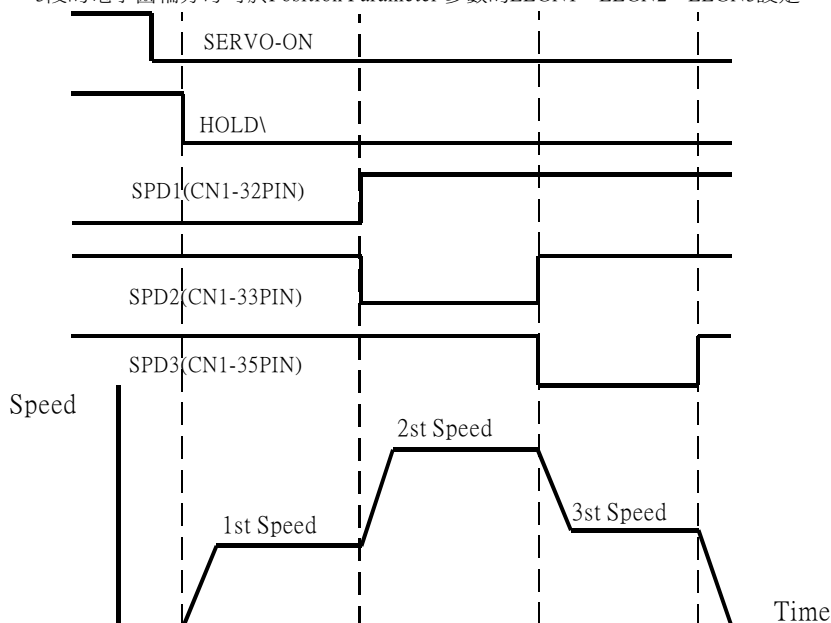 SERVO-ON
HOLD\
SPD1(CN1-32PIN)
SPD2(CN1-33PIN)
SPD3(CN1-35PIN)
Speed
2st Speed
1st Speed
3st Speed
Time